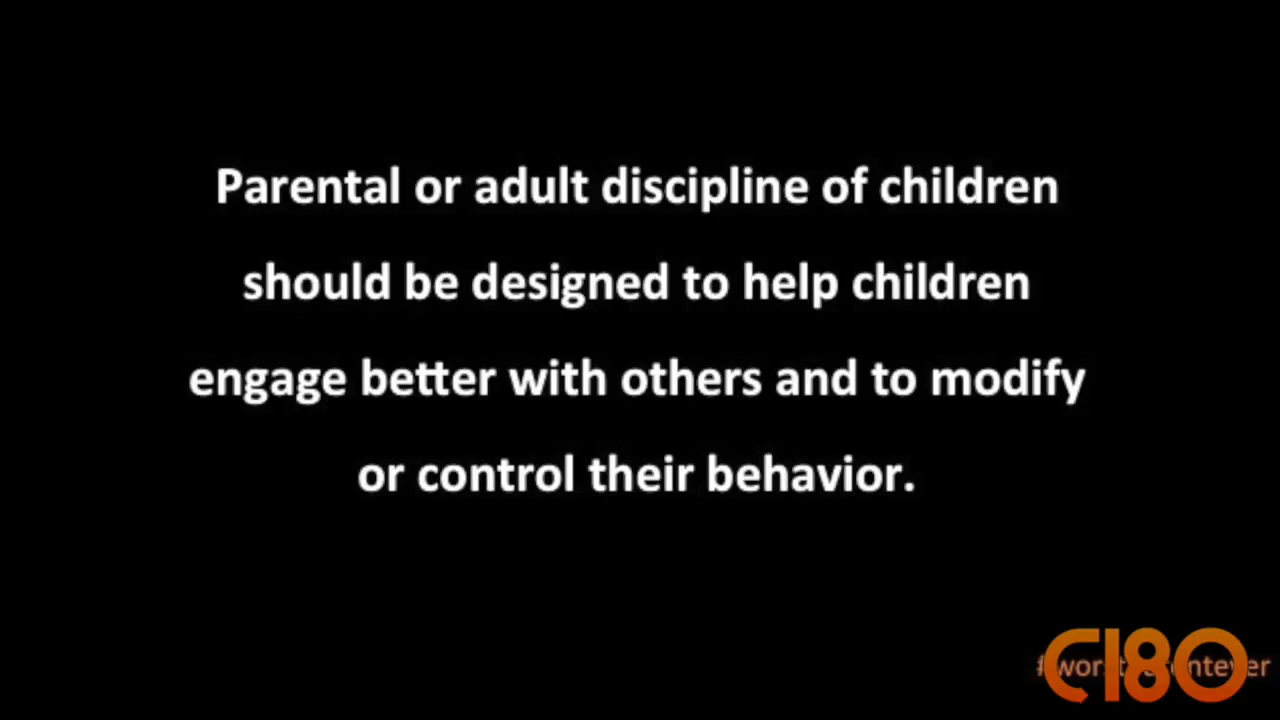 Parental or adult discipline of children
should be designed to help children
engage better with others and to modify
or control their behavior.
C180